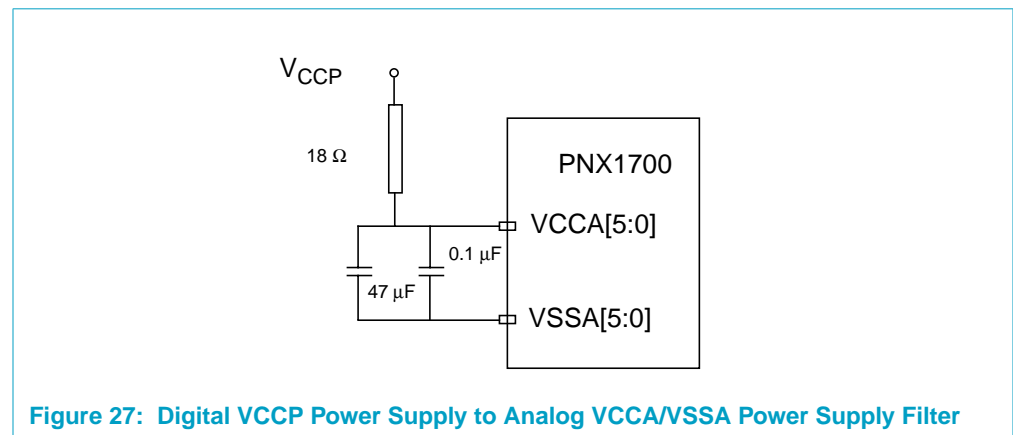 VCCP
18 Ω
PNX1700
VCCA[5:0]
0.1 µF
47 µF
VSSA[5:0]
Figure 27: Digital VCCP Power Supply to Analog VCCA/VSSA Power Supply Filter